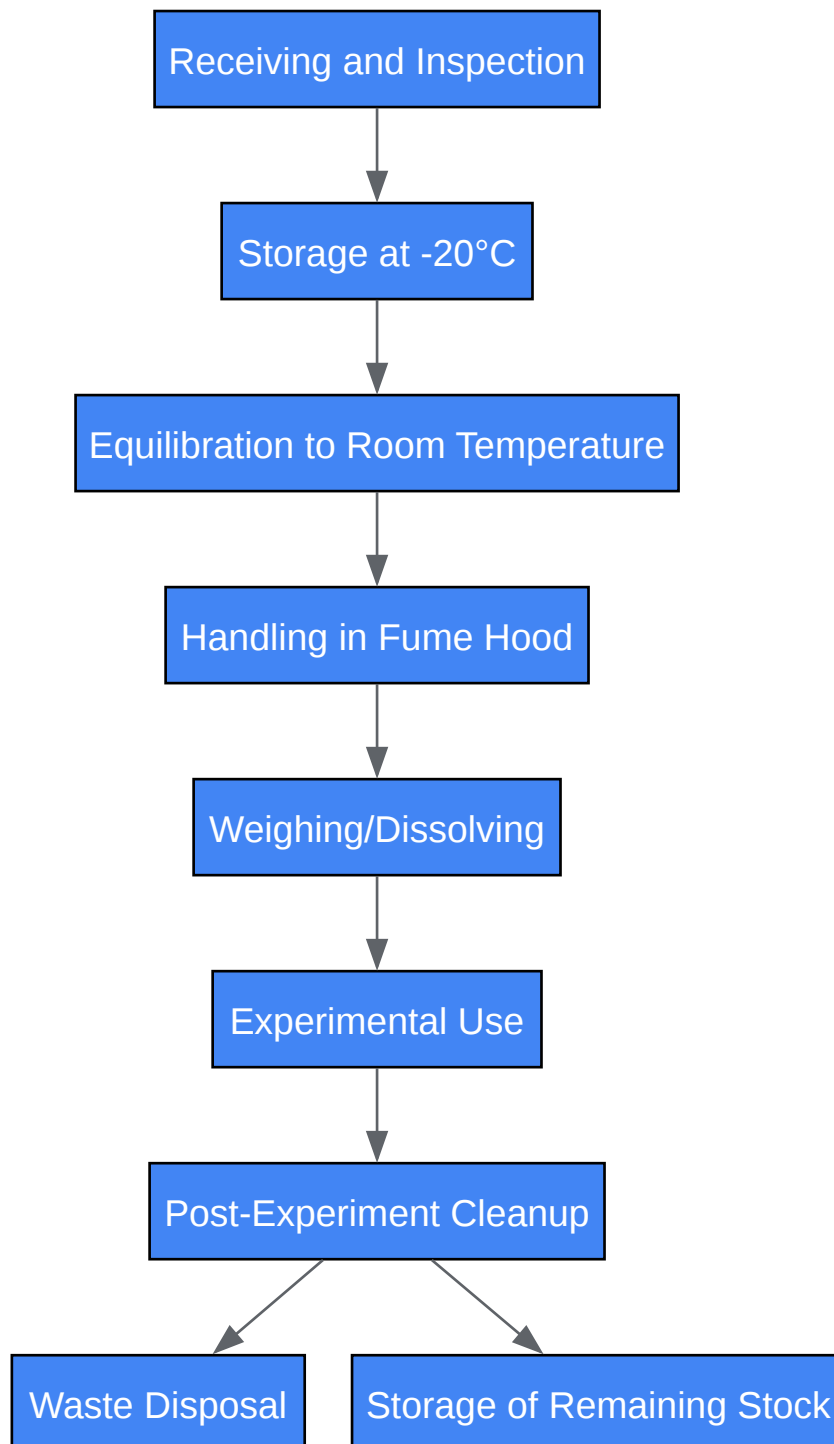 Receiving and Inspection
Storage at -20°C
Equilibration to Room Temperature
Handling in Fume Hood
Weighing/Dissolving
Experimental Use
Post-Experiment Cleanup
Waste Disposal
Storage of Remaining Stock